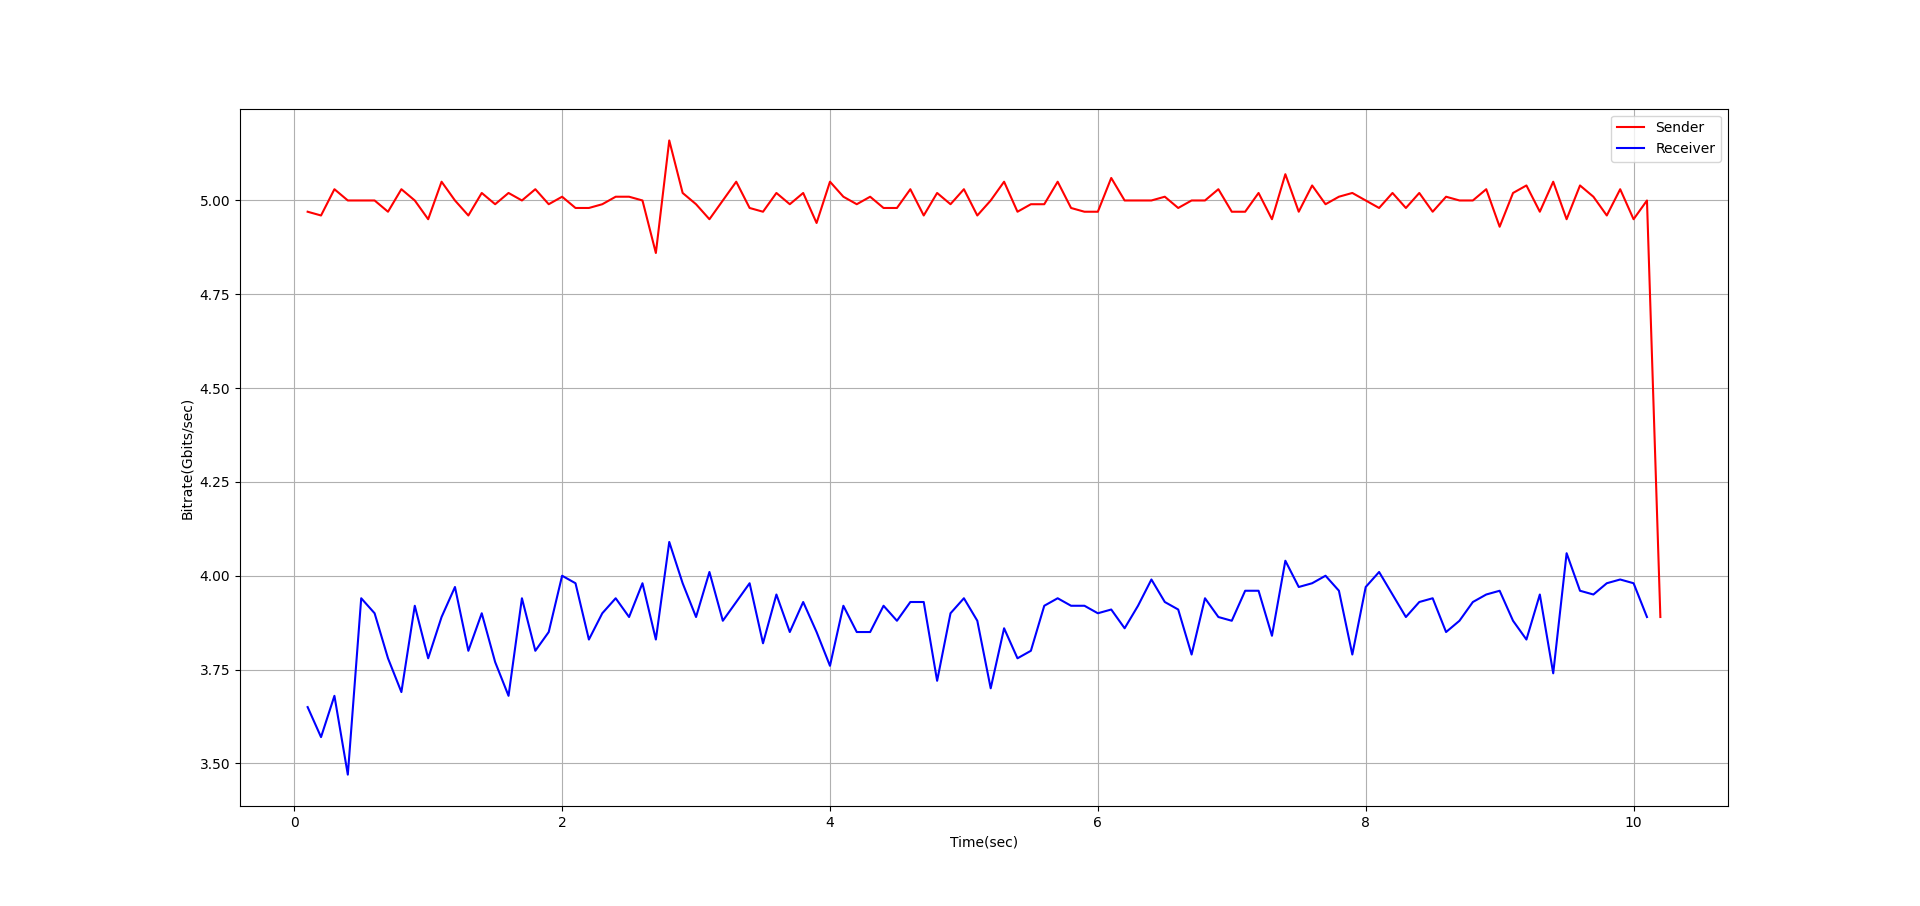 Sender
Receiver
5.00
4.75
4.50
4.25
4.00
3.75
3.50
Bitrate(Gbits/sec)
0 2 4 6 8 10
Time(sec)